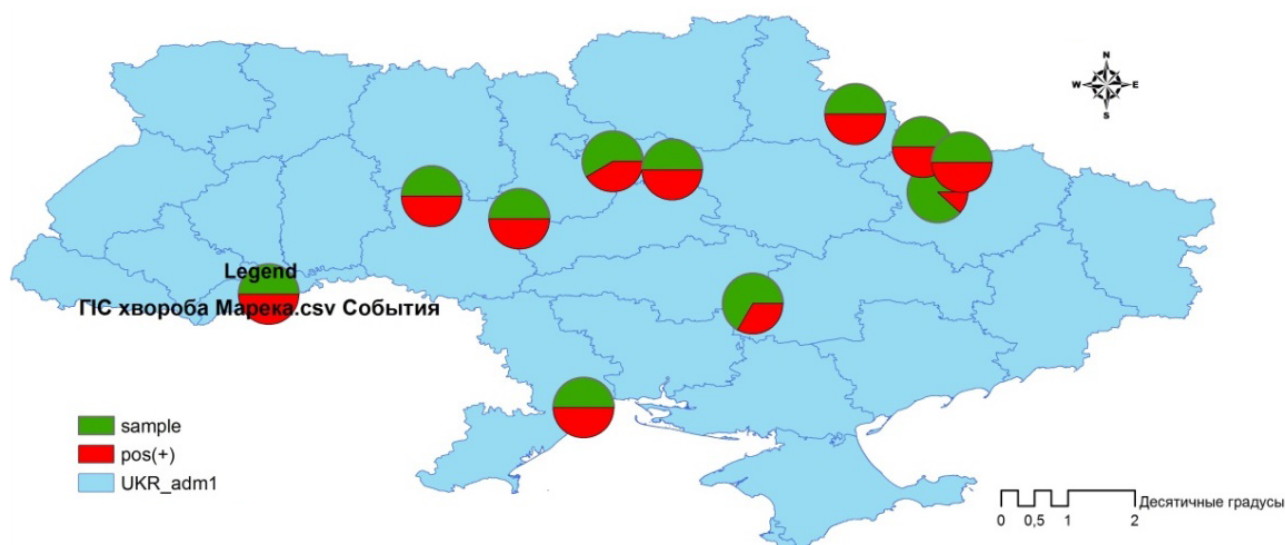 N
W E
S
Legend
ГІС хвороба Марека.csv События
sample
pos(+)
UKR_adm1
Десятичные градусы
0 0,5 1 2